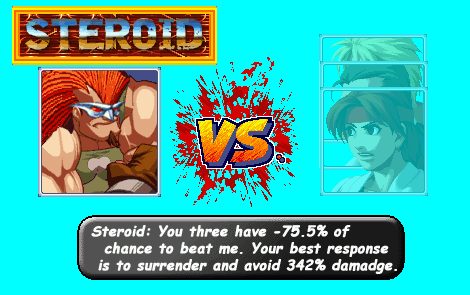 STEROID
VS.
Steroid: You three have -75.5% of
chance to beat me. Your best response
is to surrender and avoid 342% damadge.